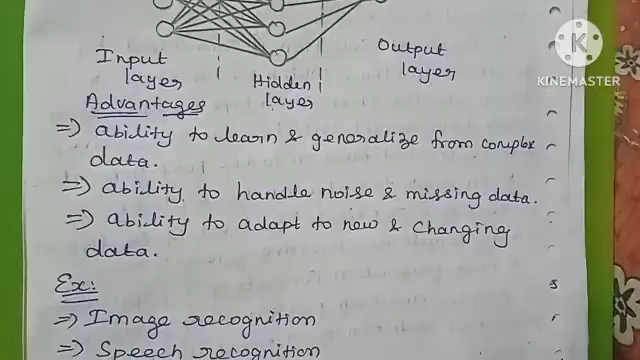 Input
layer
Hidden
layer
Output
layer
Advantages
=> ability to learn & generalize from complex
data.
=> ability to handle noise & missing data.
=> ability to adapt to new & changing
data.
Ex:
=> Image recognition
=> Speech recognition
KINEMASTER